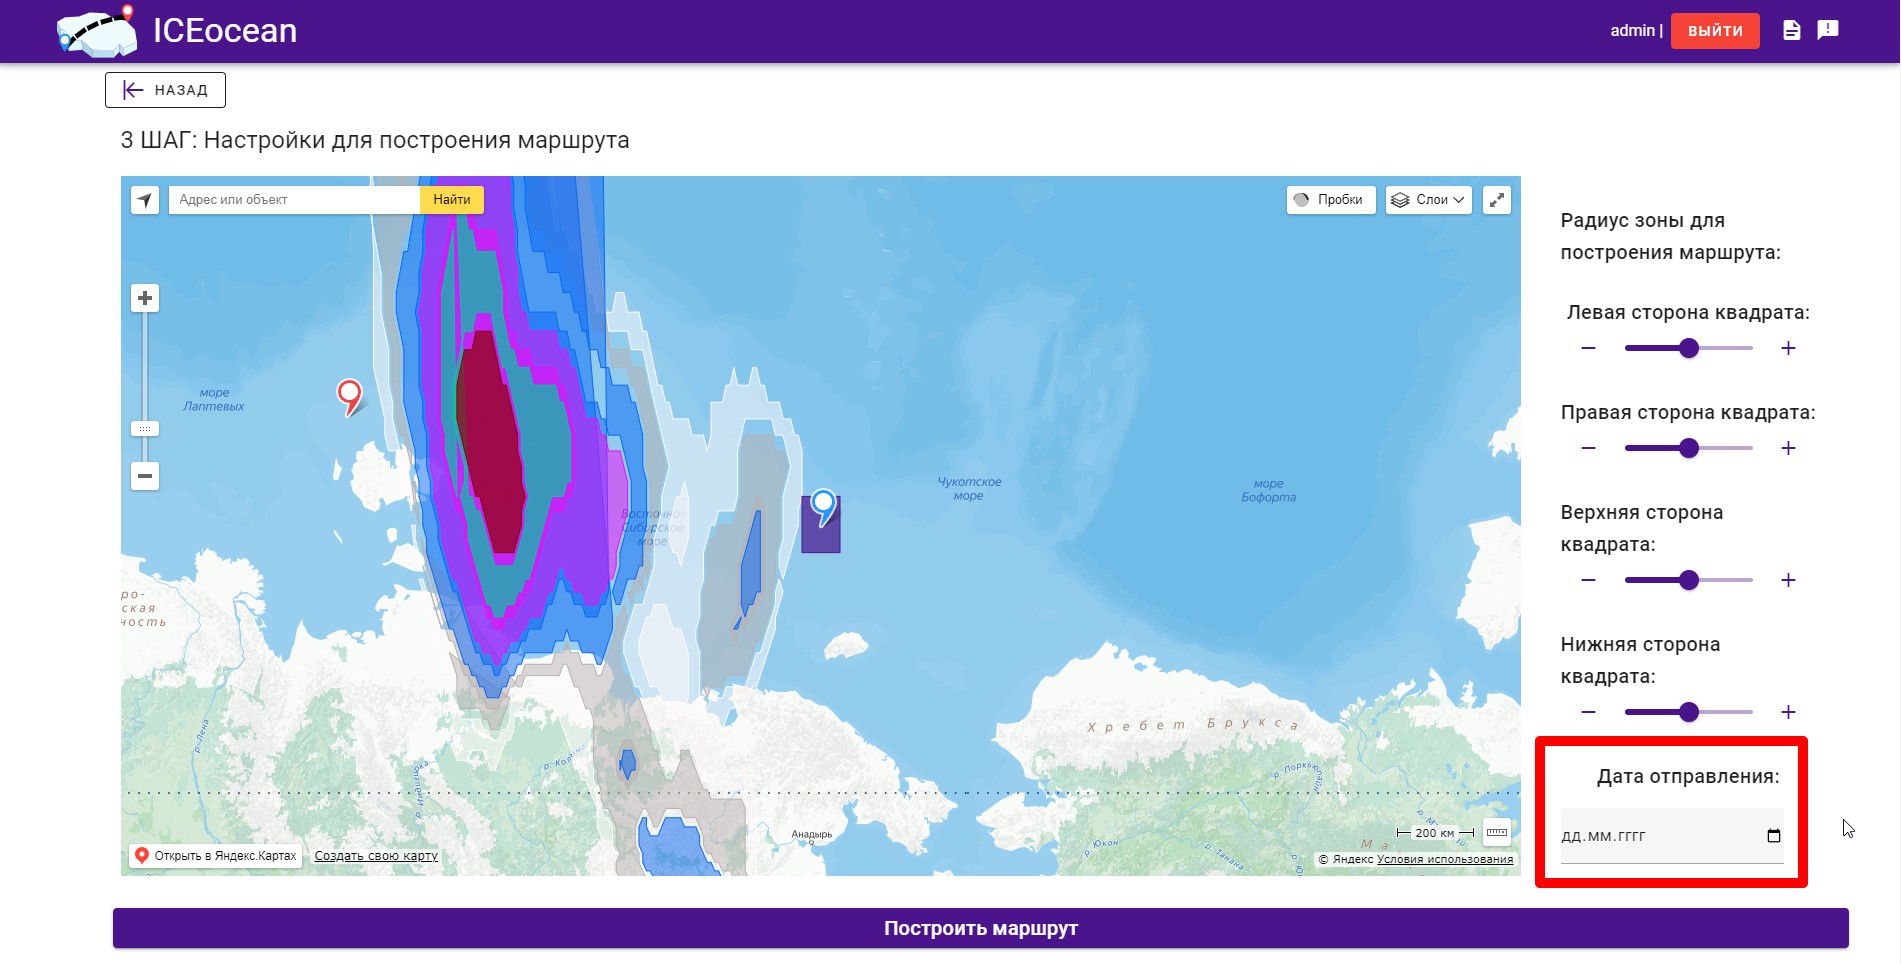 ICEocean
admin |
ВЫЙТИ
НАЗАД
3 ШАГ: Настройки для построения маршрута
Адрес или объект
Найти
Пробки
Слои
Радиус зоны для
построения маршрута:
Левая сторона квадрата:
Правая сторона квадрата:
Верхняя сторона
квадрата:
Нижняя сторона
квадрата:
Дата отправления:
ДД.ММ.ГГГГ
море
Лаптевых
Восточно-
Сибирское
море
Чукотское
море
море
Бофорта
ро-
ская
ность
р. Лена
Хребет Брукса
Анадырь
р. Юкон
р. Танана
200 км
Открыть в Яндекс.Картах
Создать свою карту
© Яндекс Условия использования
Построить маршрут